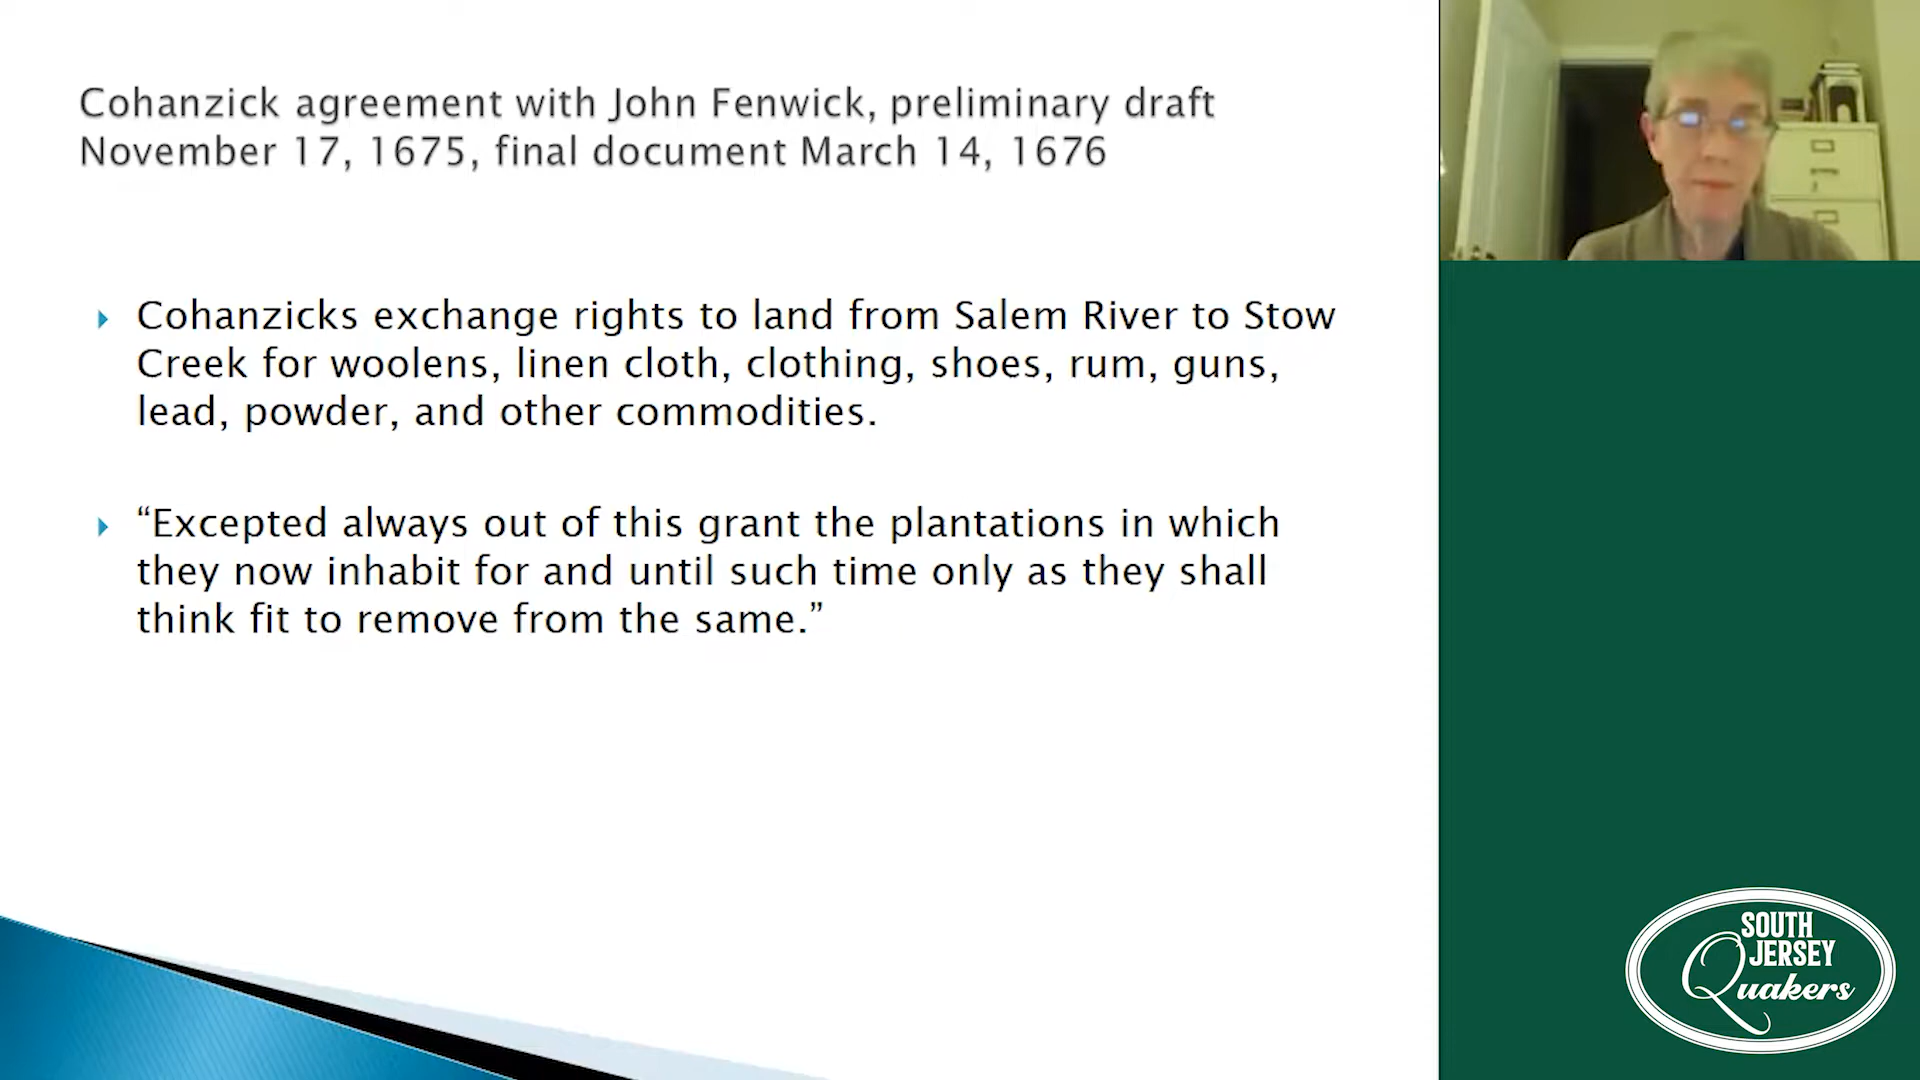 Cohanzick agreement with John Fenwick, preliminary draft
November 17, 1675, final document March 14, 1676
Cohanzicks exchange rights to land from Salem River to Stow
Creek for woolens, linen cloth, clothing, shoes, rum, guns,
lead, powder, and other commodities.
“Excepted always out of this grant the plantations in which
they now inhabit for and until such time only as they shall
think fit to remove from the same.”
SOUTH
JERSEY
Quakers